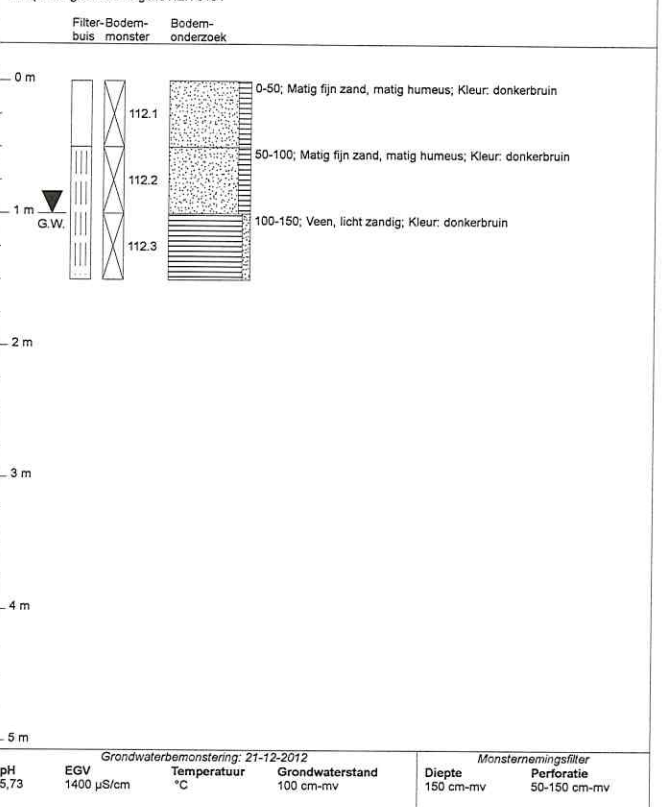 Filter- Bodem- Bodem-
buis monster onderzoek
0 m
0-50; Matig fijn zand, matig humeus; Kleur: donkerbruin
112.1
50-100; Matig fijn zand, matig humeus; Kleur: donkerbruin
112.2
1 m
G.W.
100-150; Veen, licht zandig; Kleur: donkerbruin
112.3
2 m
3 m
4 m
5 m
Grondwaterbemonstering: 21-12-2012 Monsternemingsfilter
pH EGV Temperatuur Grondwaterstand Diepte Perforatie
5,73 1400 µS/cm °C 100 cm-mv 150 cm-mv 50-150 cm-mv